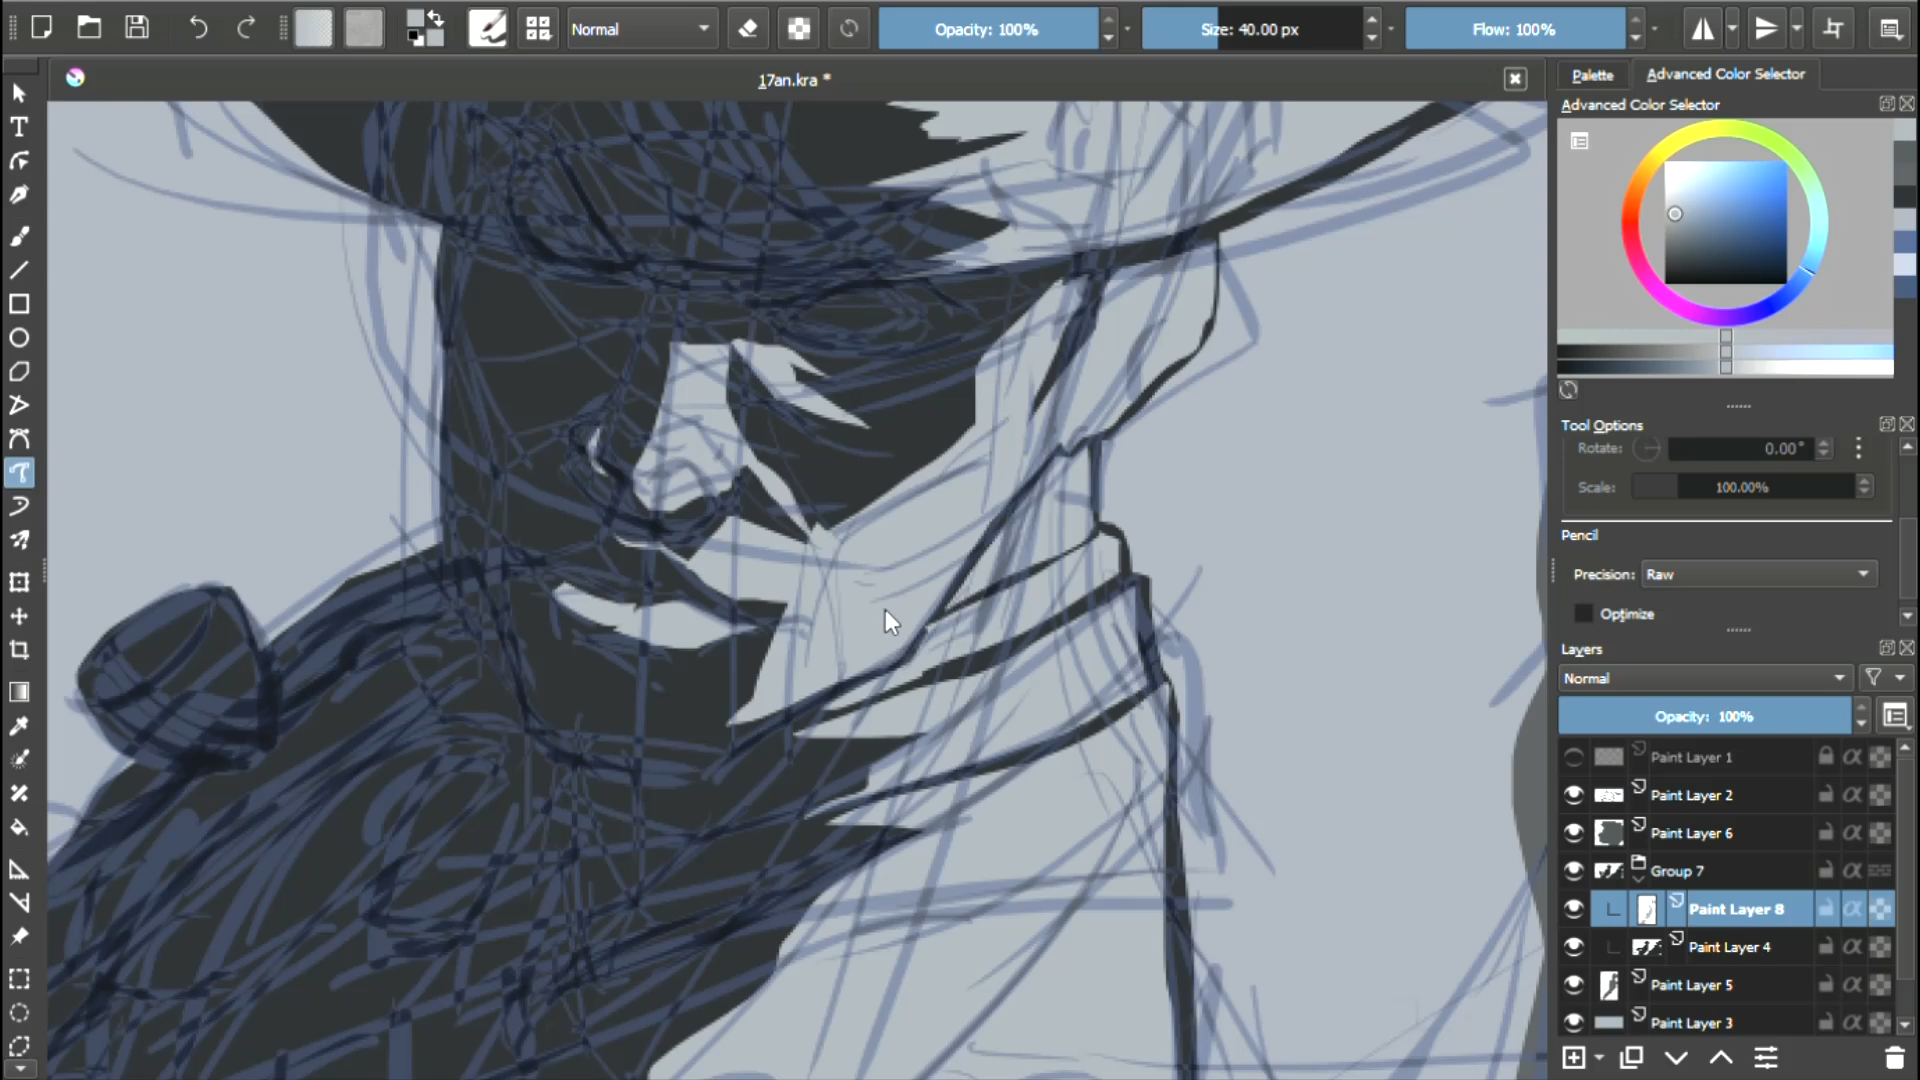 Normal
Opacity: 100%
Size: 40.00 px
Flow: 100%
17an.kra *
Palette
Advanced Color Selector
Advanced Color Selector
Tool Options
Rotate:
0.00°
Scale:
100.00%
Pencil
Precision:
Raw
Optimize
Layers
Normal
Opacity: 100%
Paint Layer 1
Paint Layer 2
Paint Layer 6
Group 7
Paint Layer 8
Paint Layer 4
Paint Layer 5
Paint Layer 3